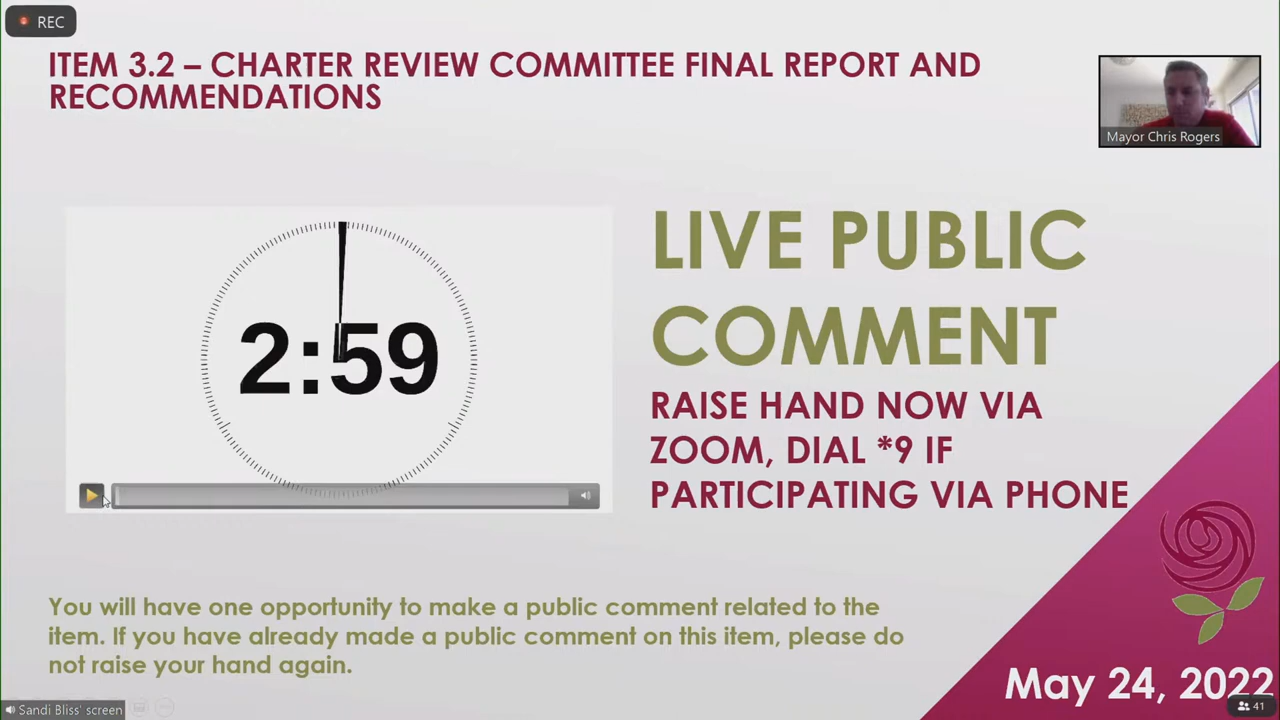 REC
ITEM 3.2 – CHARTER REVIEW COMMITTEE FINAL REPORT AND
RECOMMENDATIONS
Mayor Chris Rogers
2:59
LIVE PUBLIC
COMMENT
RAISE HAND NOW VIA
ZOOM, DIAL *9 IF
PARTICIPATING VIA PHONE
You will have one opportunity to make a public comment related to the
item. If you have already made a public comment on this item, please do
not raise your hand again.
May 24, 2022
Sandi Bliss' screen
41